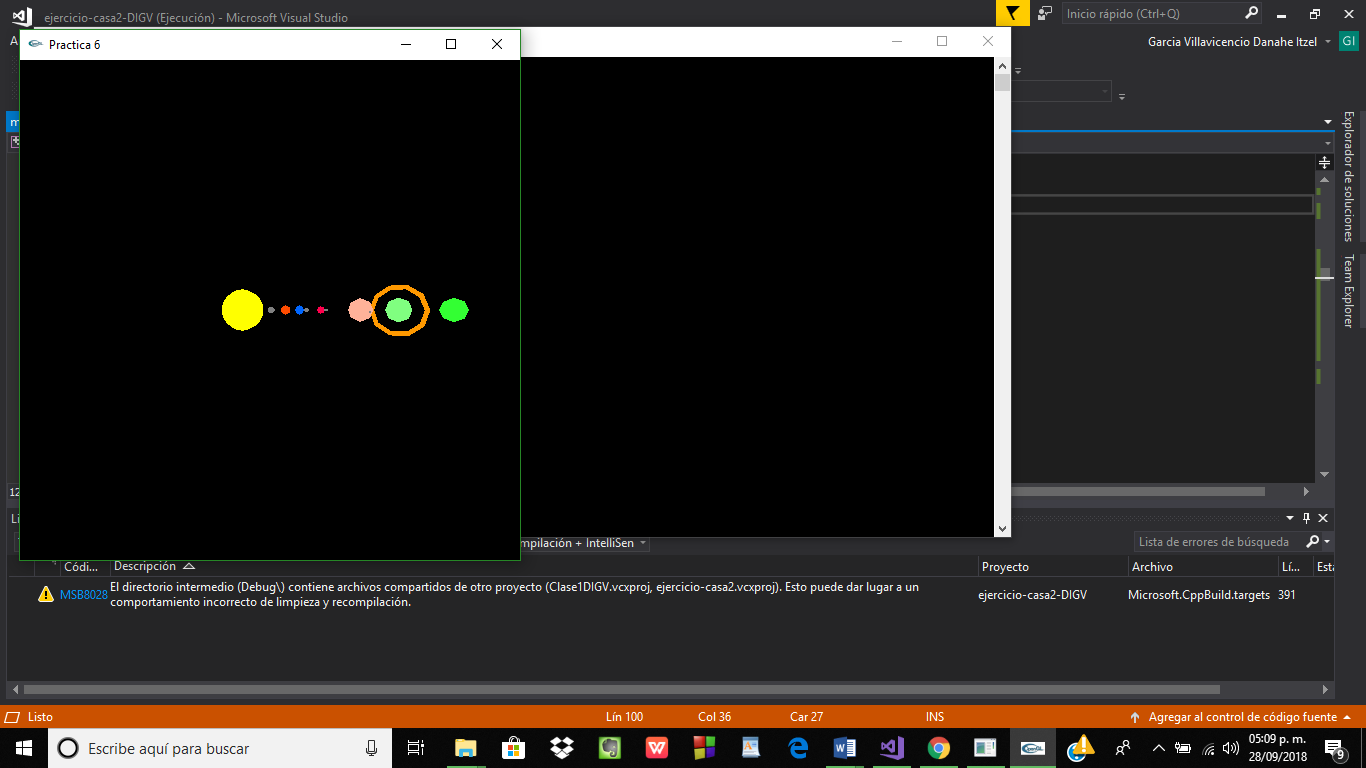 ejercicio-casa2-DIGV (Ejecución) - Microsoft Visual Studio
Inicio rápido (Ctrl+Q)
Practica 6
Garcia Villavicencio Danahe Itzel
GI
Explorador de soluciones
Team Explorer
12
Li
mpilación + IntelliSen
Lista de errores de búsqueda
Códi...
Descripción
Proyecto
Archivo
Lí...
Esta
MSB8028
El directorio intermedio (Debug\) contiene archivos compartidos de otro proyecto (Clase1DIGV.vcxproj, ejercicio-casa2.vcxproj). Esto puede dar lugar a un
comportamiento incorrecto de limpieza y recompilación.
ejercicio-casa2-DIGV
Microsoft.CppBuild.targets
391
Listo
Lín 100
Col 36
Car 27
INS
Agregar al control de código fuente
Escribe aquí para buscar
05:09 p. m.
28/09/2018
9